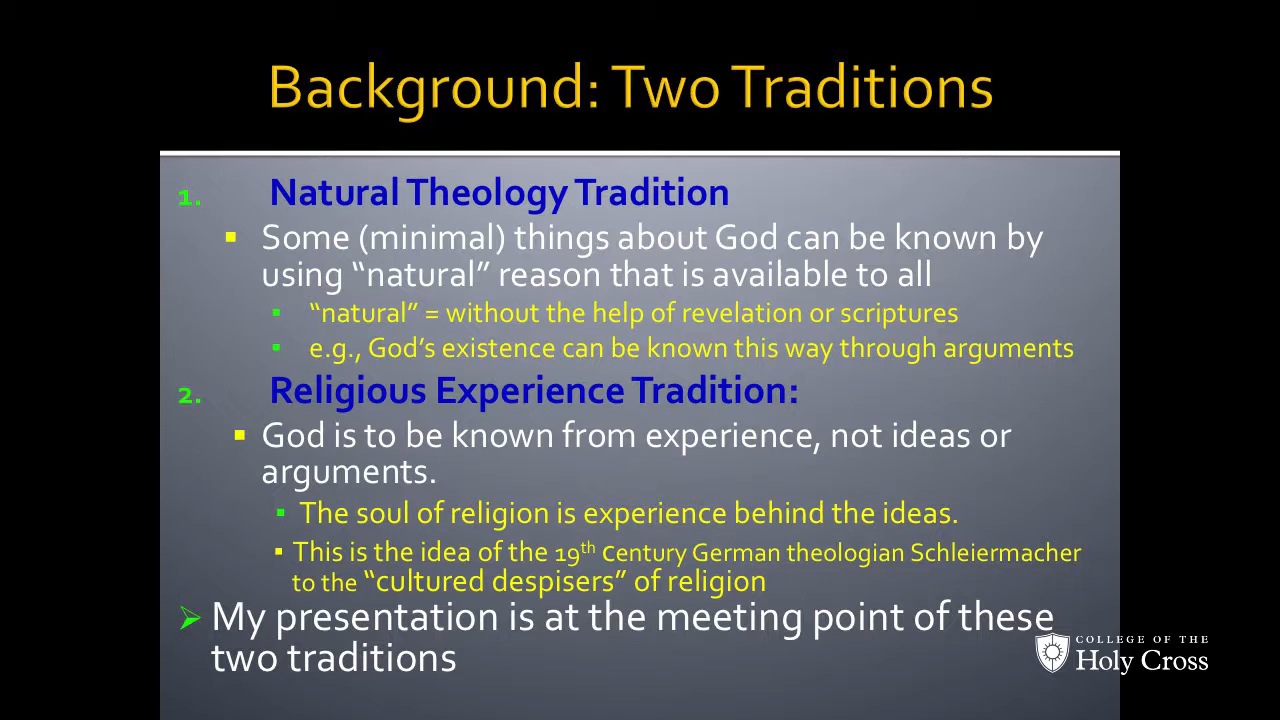 Background: Two Traditions
1. Natural Theology Tradition
▪ Some (minimal) things about God can be known by
using “natural” reason that is available to all
▪ “natural” = without the help of revelation or scriptures
▪ e.g., God’s existence can be known this way through arguments
2. Religious Experience Tradition:
▪ God is to be known from experience, not ideas or
arguments.
▪ The soul of religion is experience behind the ideas.
▪ This is the idea of the 19th century German theologian Schleiermacher
to the “cultured despisers” of religion
➢ My presentation is at the meeting point of these
two traditions
COLLEGE OF THE
Holy Cross